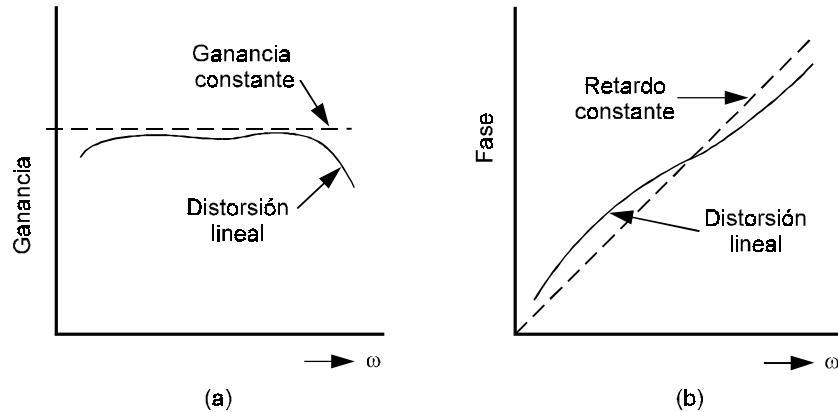 Ganancia
constante
Ganancia
Distorsión
lineal
ω
(a)
Retardo
constante
Fase
Distorsión
lineal
ω
(b)